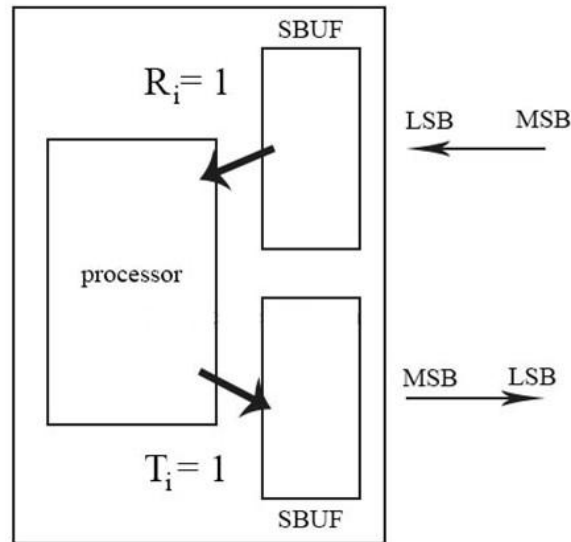 SBUF
Rᵢ= 1
LSB MSB
processor
MSB LSB
Tᵢ= 1
SBUF